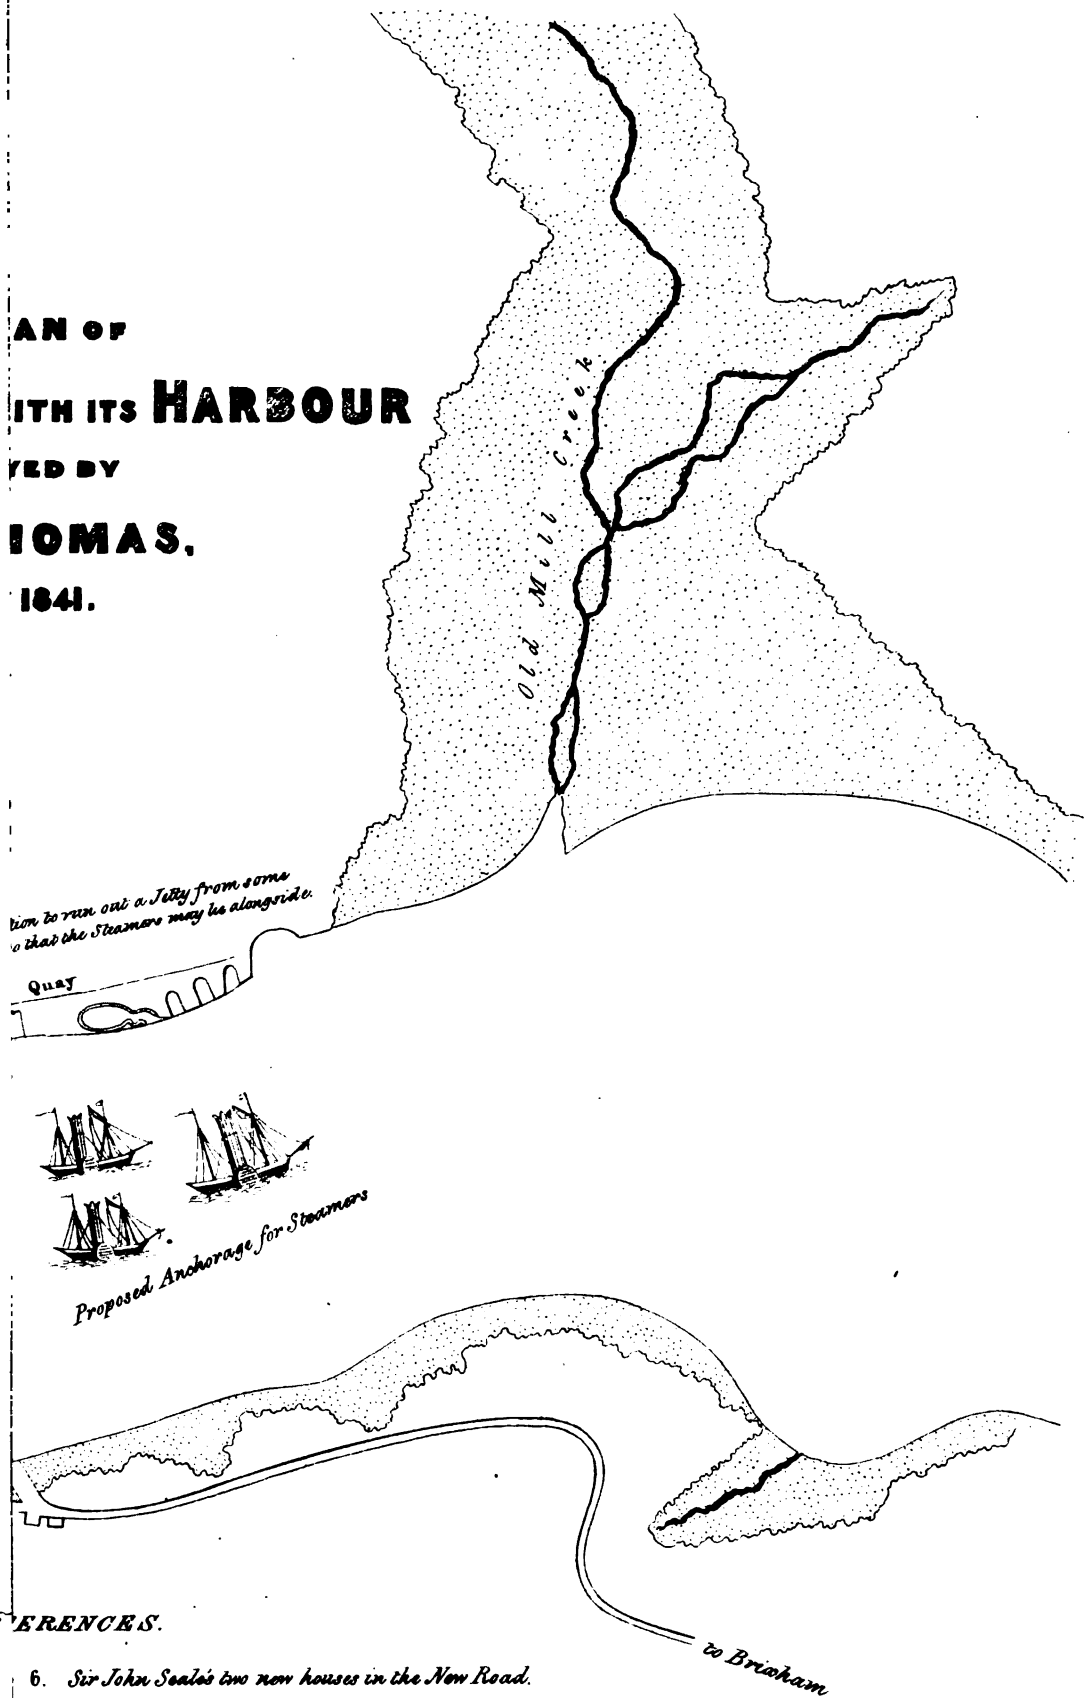 AN OF
ITH ITS HARBOUR
YED BY
HOMAS,
1841.
Old Mill Creek
tion to run out a Jetty from some
o that the Steamers may lie alongside.
Quay
Proposed Anchorage for Steamers
to Brixham
ERENCES.
6. Sir John Seale's two new houses in the New Road.